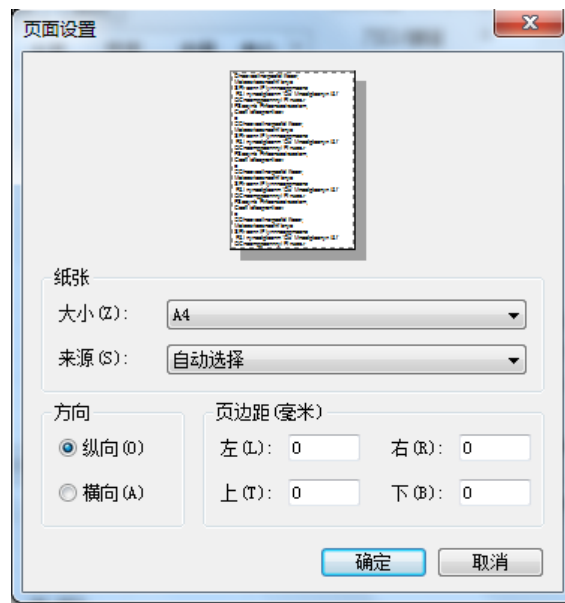 页面设置
纸张
大小(Z): A4
来源(S): 自动选择
方向
页边距(毫米)
纵向(O)
左(L): 0 右(R): 0
横向(A)
上(T): 0 下(B): 0
确定 取消